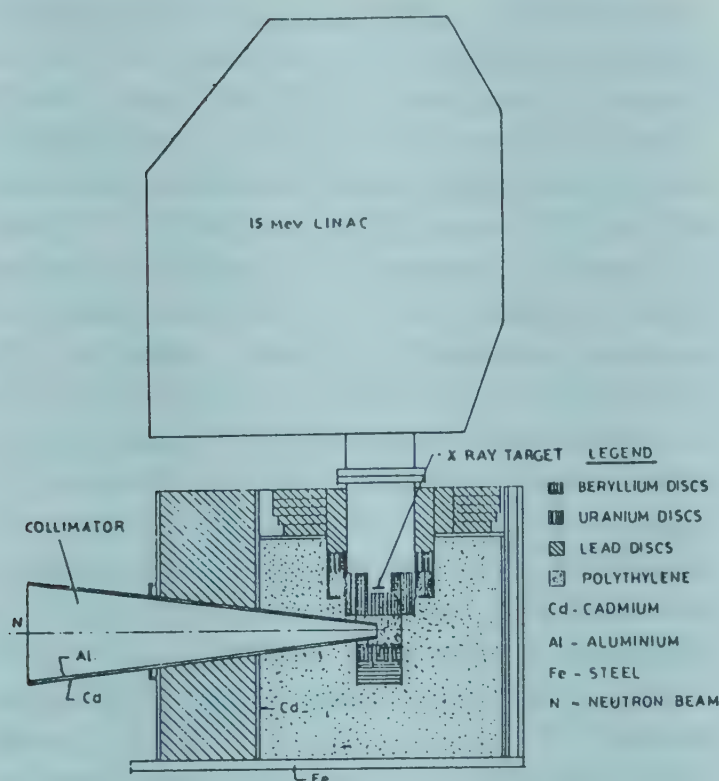 15 MeV LINAC
X RAY TARGET
LEGEND
BERYLLIUM DISCS
URANIUM DISCS
LEAD DISCS
POLYTHYLENE
Cd - CADMIUM
Al - ALUMINIUM
Fe - STEEL
N - NEUTRON BEAM
COLLIMATOR
N
Al
Cd
Cd
Fe